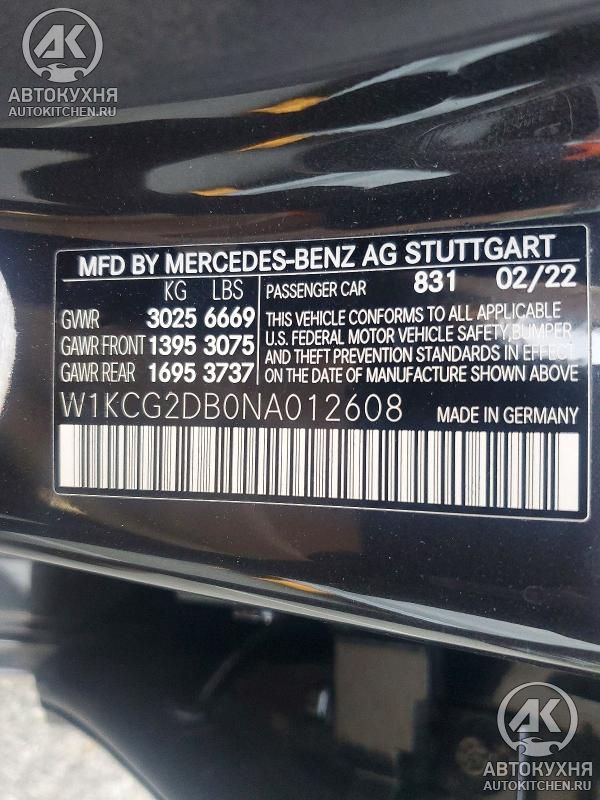 AK
АВТОКУХНЯ
AUTOKITCHEN.RU
MFD BY MERCEDES-BENZ AG STUTTGART
KG LBS PASSENGER CAR 831 02/22
GVWR 3025 6669 THIS VEHICLE CONFORMS TO ALL APPLICABLE
GAWR FRONT 1395 3075 U.S. FEDERAL MOTOR VEHICLE SAFETY, BUMPER
GAWR REAR 1695 3737 AND THEFT PREVENTION STANDARDS IN EFFECT
ON THE DATE OF MANUFACTURE SHOWN ABOVE
W1KCG2DB0NA012608 MADE IN GERMANY
AK
АВТОКУХНЯ
AUTOKITCHEN.RU